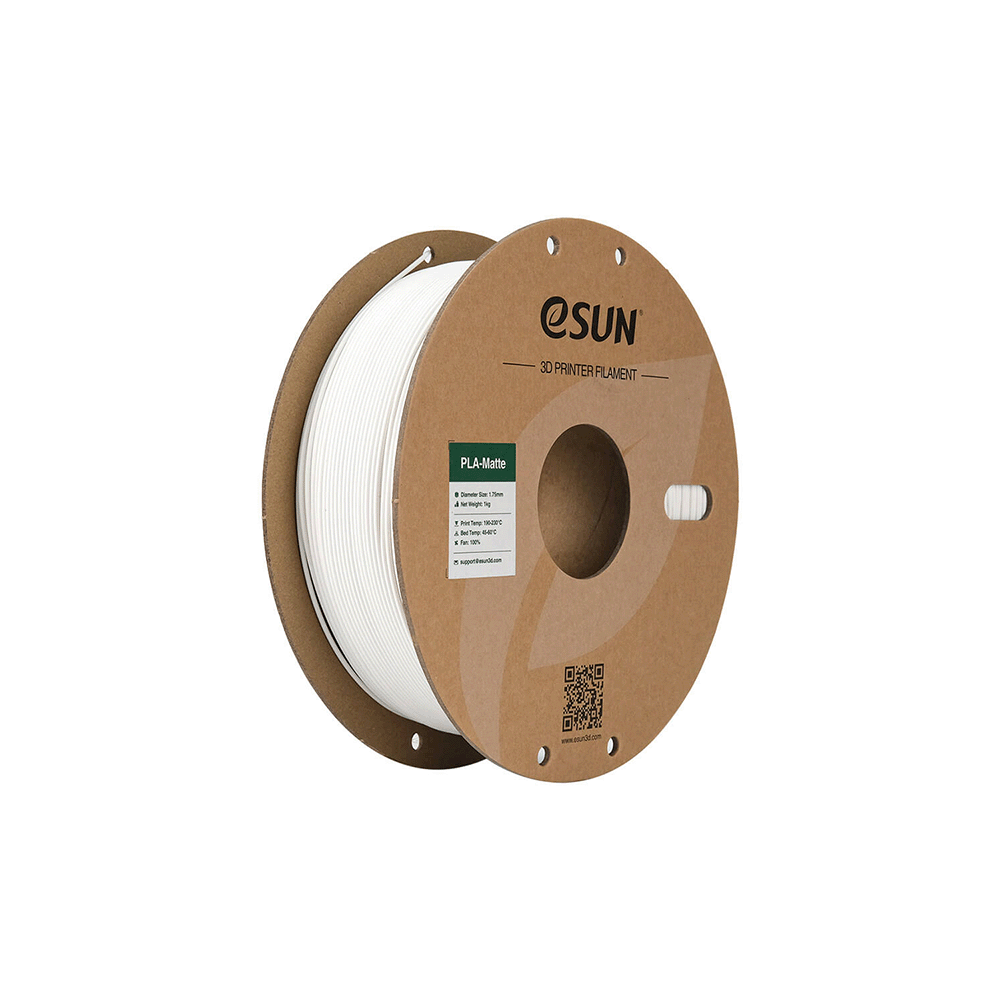 eSUN®
3D PRINTER FILAMENT
PLA-Matte
Diameter Size: 1.75mm
Net Weight: 1kg
Print Temp: 190-230°C
Bed Temp: 45-60°C
Fan: 100%
support@esun3d.com
www.esun3d.com